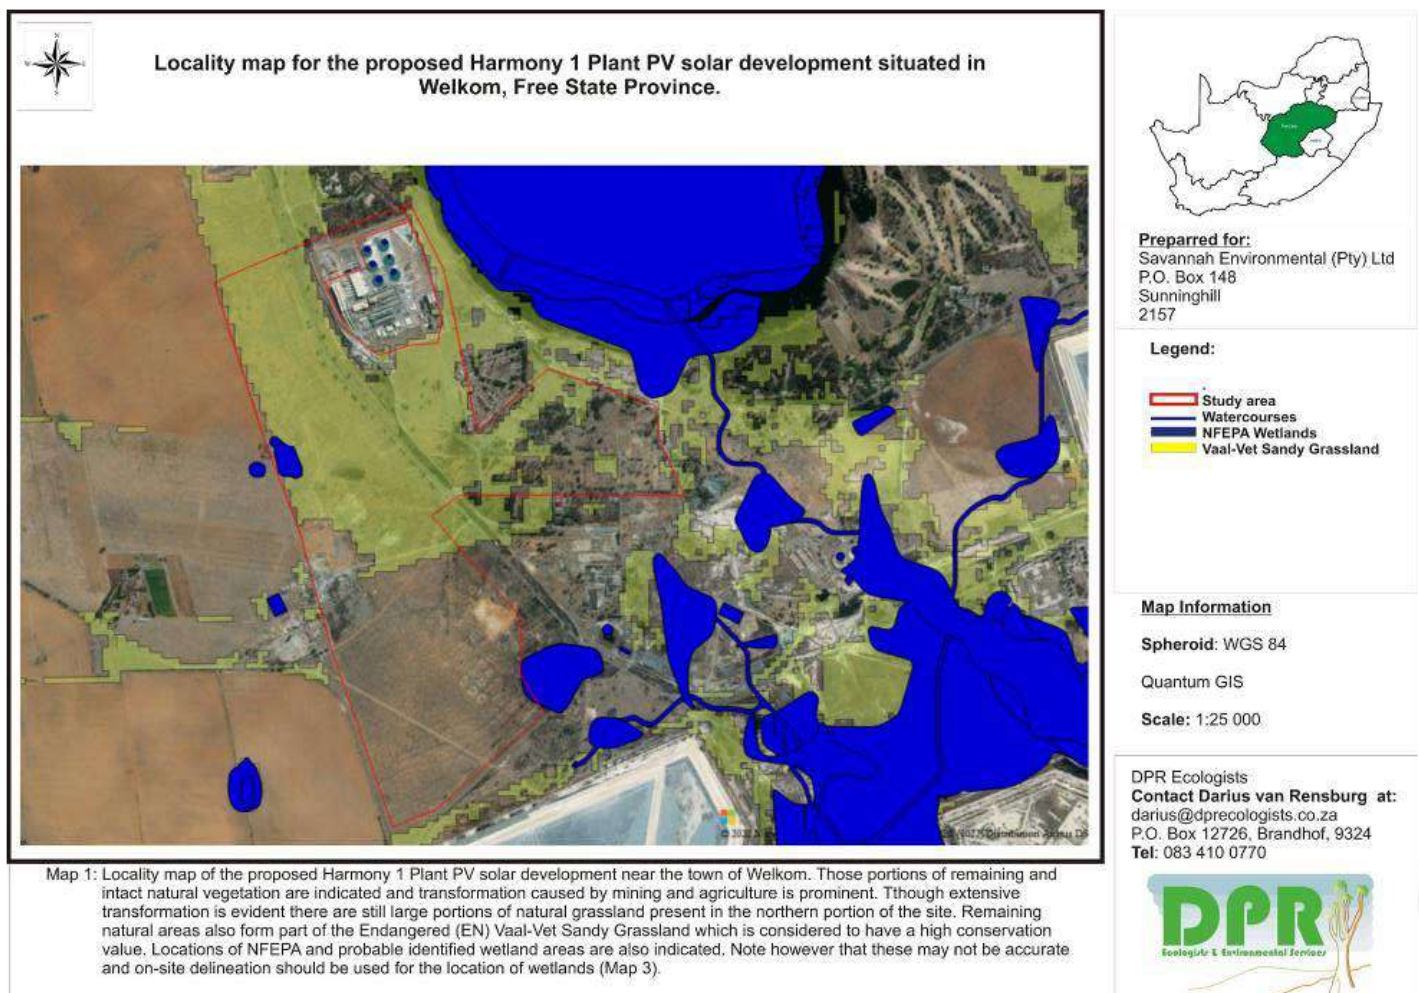 N
Locality map for the proposed Harmony 1 Plant PV solar development situated in
Welkom, Free State Province.
Preparred for:
Savannah Environmental (Pty) Ltd
P.O. Box 148
Sunninghill
2157
Legend:
Study area
Watercourses
NFEPA Wetlands
Vaal-Vet Sandy Grassland
Map Information
Spheroid: WGS 84
Quantum GIS
Scale: 1:25 000
DPR Ecologists
Contact Darius van Rensburg at:
darius@dprecologists.co.za
P.O. Box 12726, Brandhof, 9324
Tel: 083 410 0770
DPR
Ecologists & Environmental Services
Map 1: Locality map of the proposed Harmony 1 Plant PV solar development near the town of Welkom. Those portions of remaining and
intact natural vegetation are indicated and transformation caused by mining and agriculture is prominent. Tthough extensive
transformation is evident there are still large portions of natural grassland present in the northern portion of the site. Remaining
natural areas also form part of the Endangered (EN) Vaal-Vet Sandy Grassland which is considered to have a high conservation
value. Locations of NFEPA and probable identified wetland areas are also indicated. Note however that these may not be accurate
and on-site delineation should be used for the location of wetlands (Map 3).